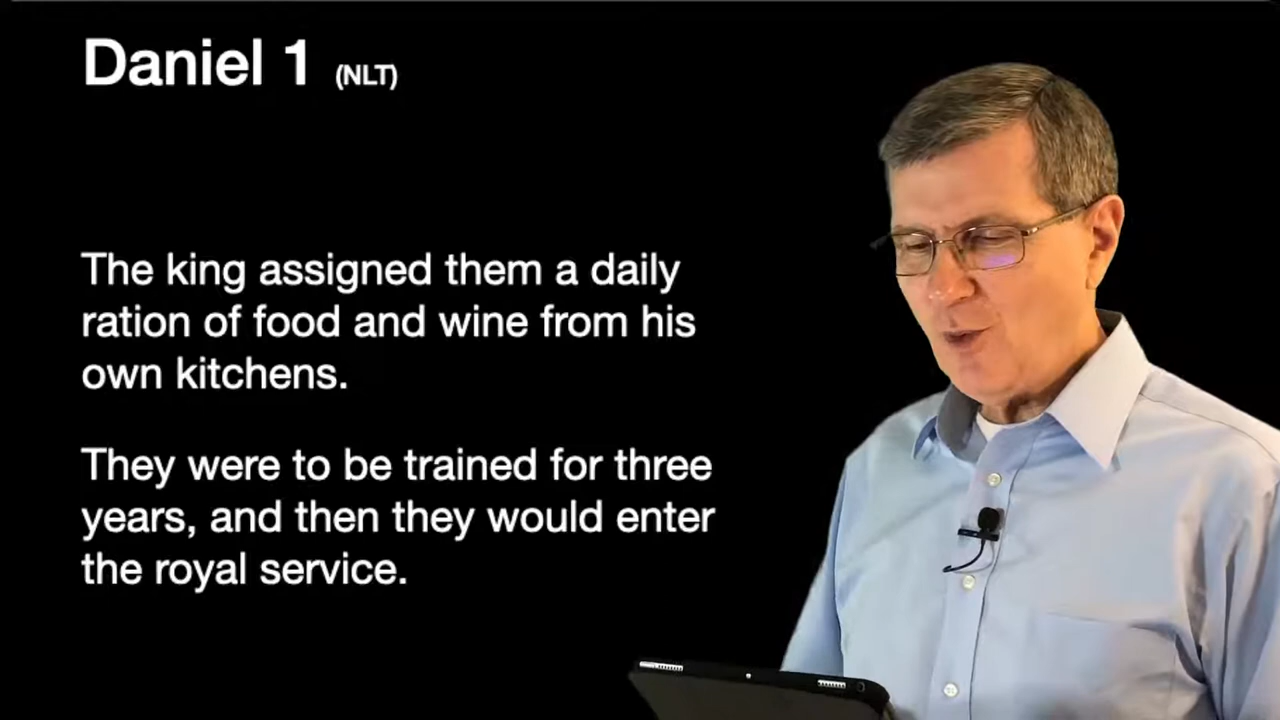 Daniel 1 (NLT)
The king assigned them a daily
ration of food and wine from his
own kitchens.
They were to be trained for three
years, and then they would enter
the royal service.